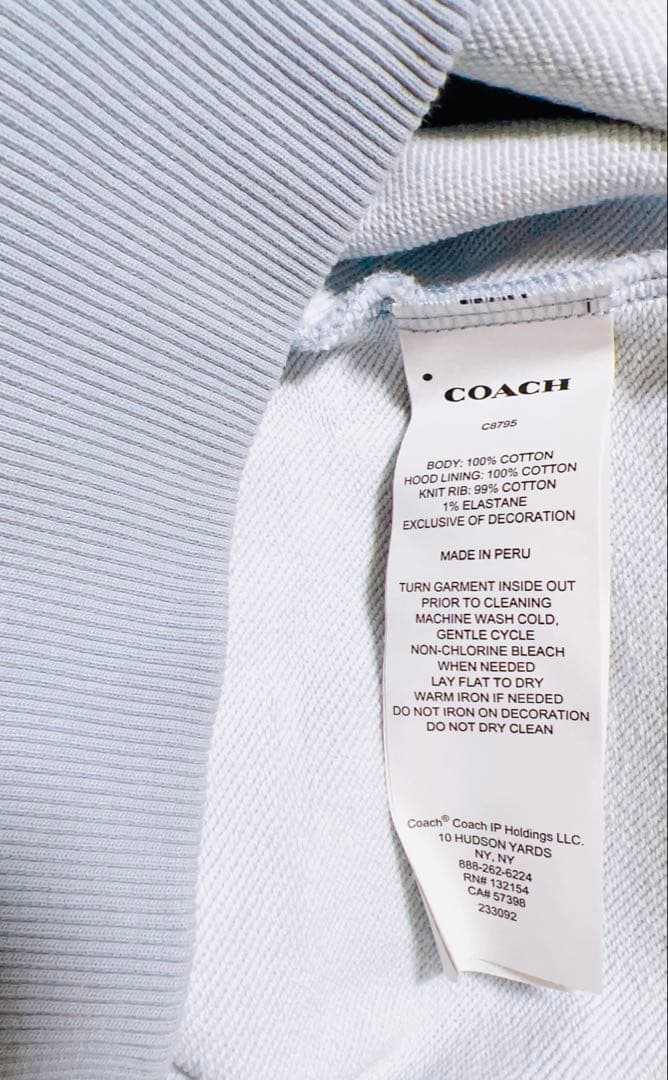 COACH
C8795
BODY: 100% COTTON
HOOD LINING: 100% COTTON
KNIT RIB: 99% COTTON
1% ELASTANE
EXCLUSIVE OF DECORATION
MADE IN PERU
TURN GARMENT INSIDE OUT
PRIOR TO CLEANING
MACHINE WASH COLD,
GENTLE CYCLE
NON-CHLORINE BLEACH
WHEN NEEDED
LAY FLAT TO DRY
WARM IRON IF NEEDED
DO NOT IRON ON DECORATION
DO NOT DRY CLEAN
Coach® Coach IP Holdings LLC.
10 HUDSON YARDS
NY, NY
888-262-6224
RN# 132154
CA# 57398
233092